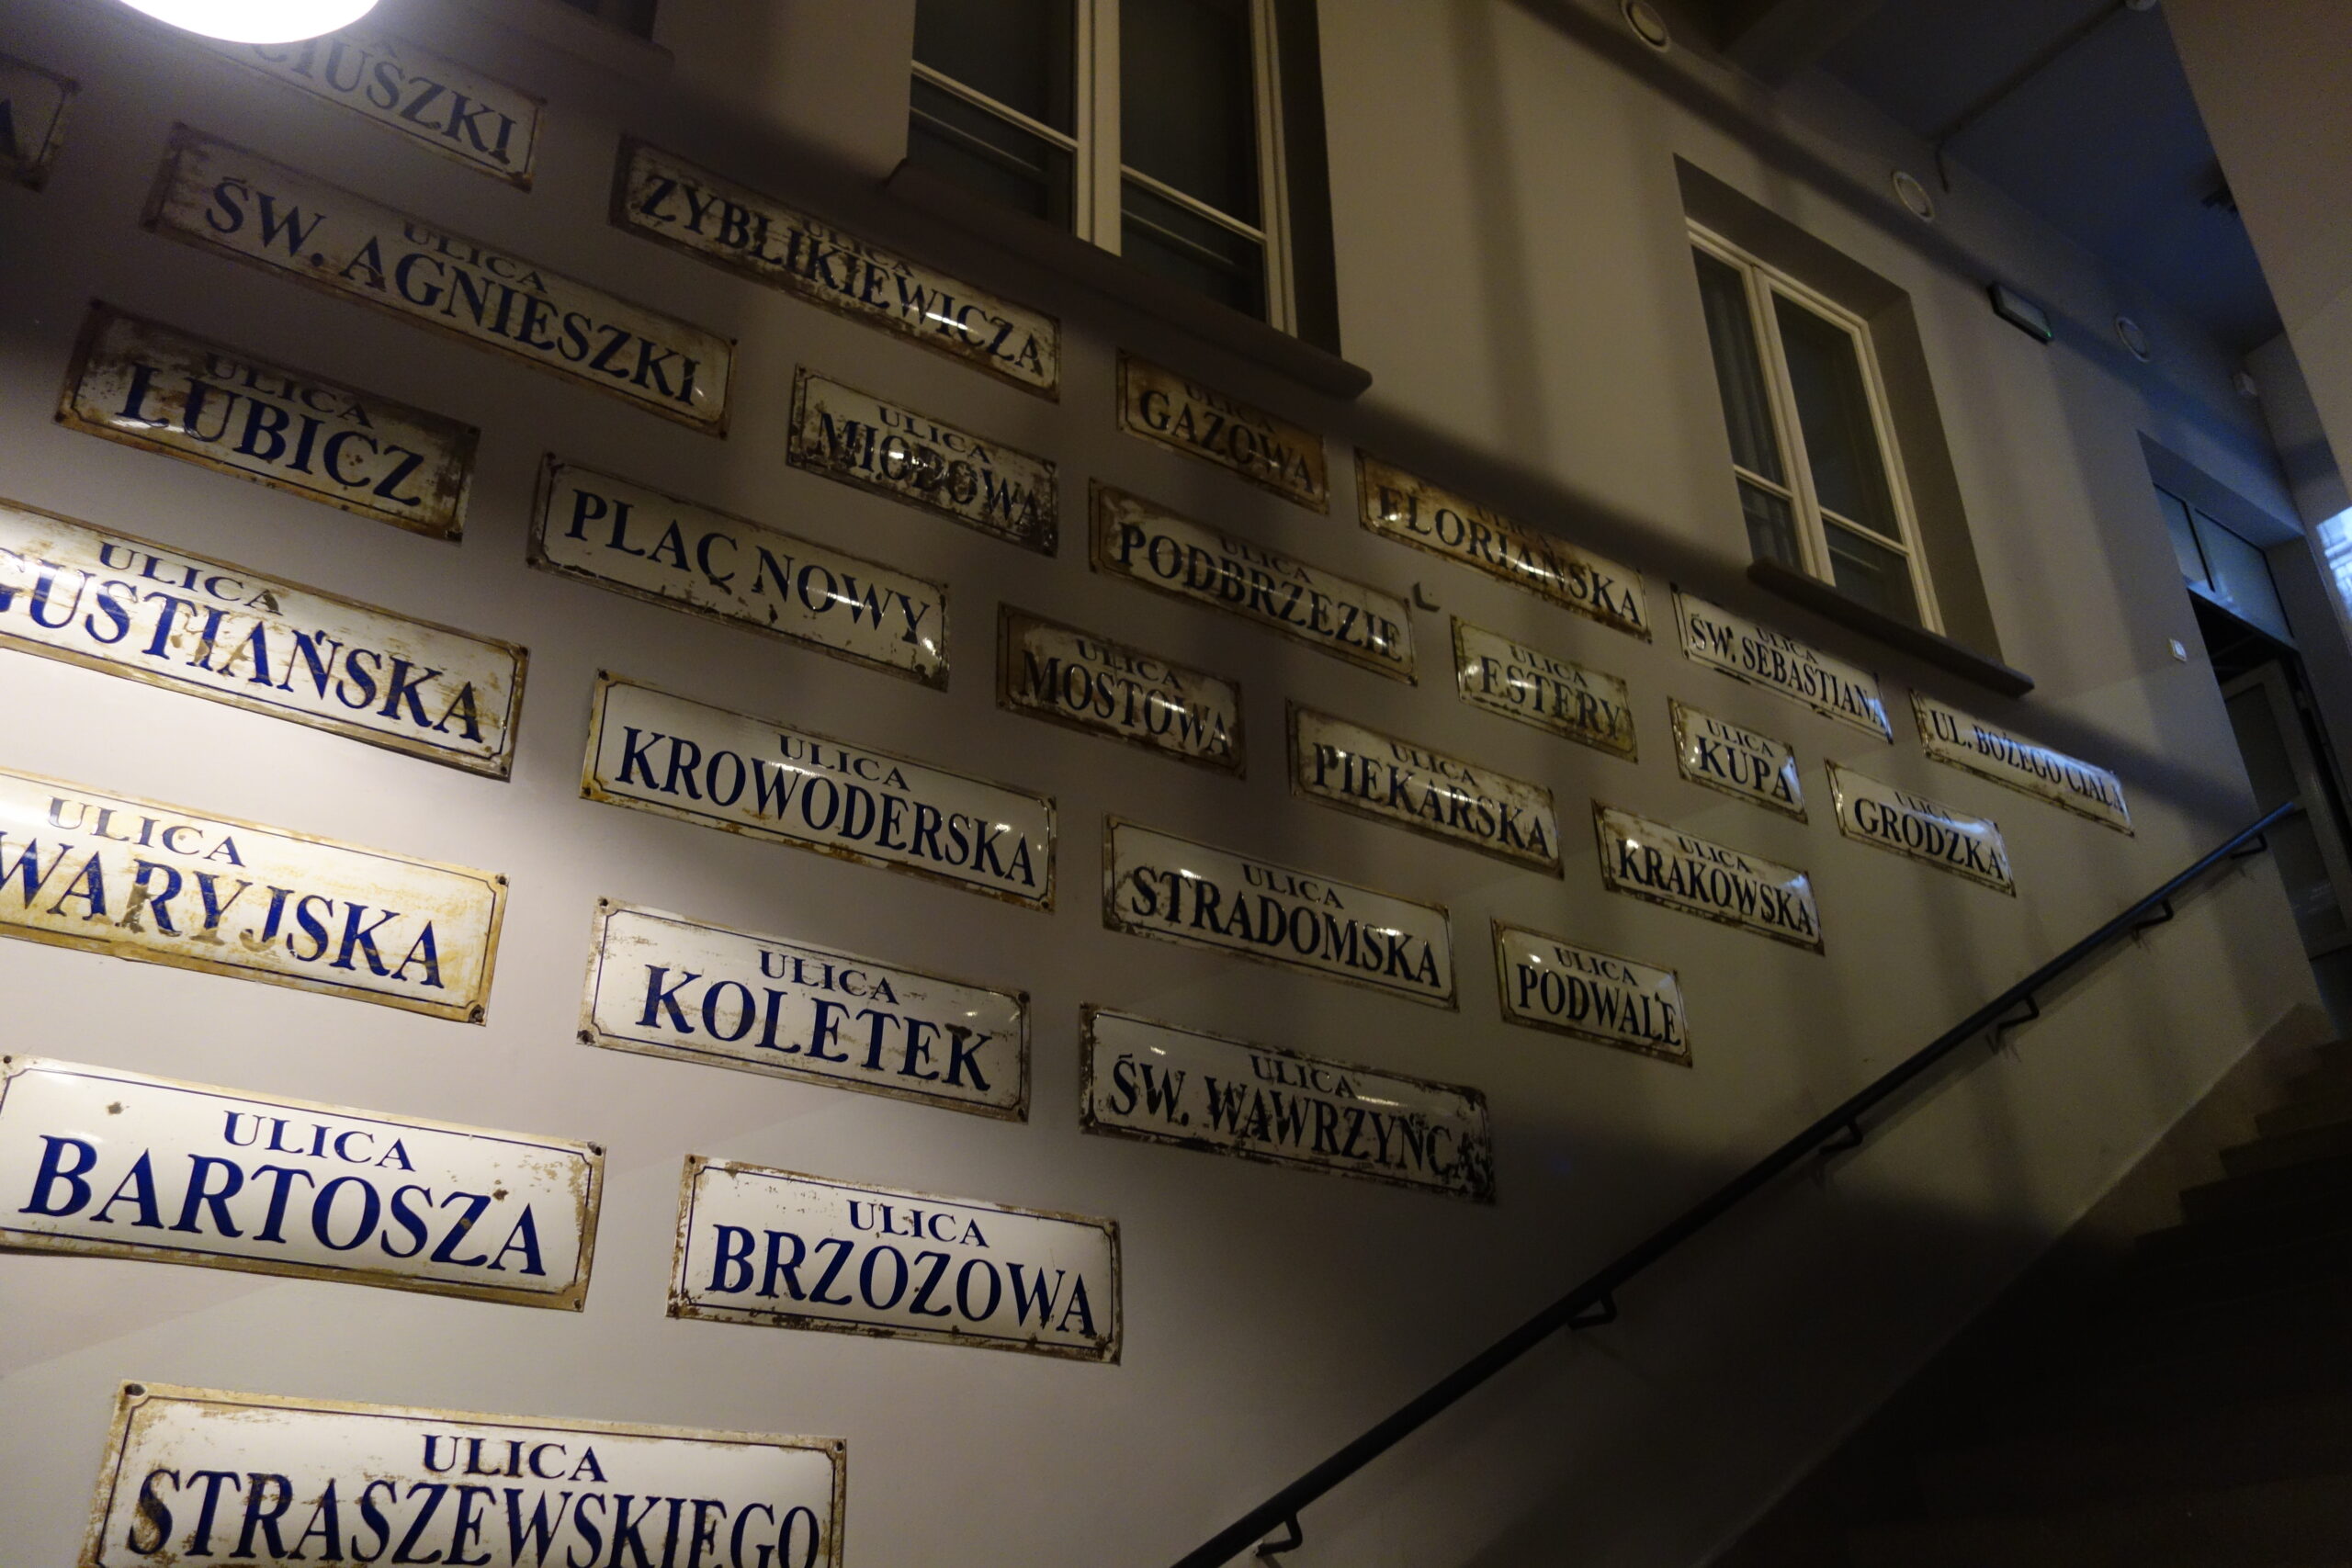 CIUSZKI
A
ULICA
ŚW. AGNIESZKI
ULICA
ZYBLIKIEWICZA
ULICA
LUBICZ
ULICA
MIODOWA
ULICA
GAZOWA
ULICA
FLORIAŃSKA
PLAC NOWY
ULICA
PODBRZEZIE
ULICA
GUSTIAŃSKA
ULICA
MOSTOWA
ULICA
ESTERY
ULICA
ŚW. SEBASTIANA
UL. BOŻEGO CIAŁA
ULICA
KROWODERSKA
ULICA
PIEKARSKA
ULICA
KUPA
ULICA
GRODZKA
ULICA
WARYJSKA
ULICA
STRADOMSKA
ULICA
KRAKOWSKA
ULICA
KOLETEK
ULICA
PODWALE
ULICA
ŚW. WAWRZYŃCA
ULICA
BARTOSZA
ULICA
BRZOZOWA
ULICA
STRASZEWSKIEGO